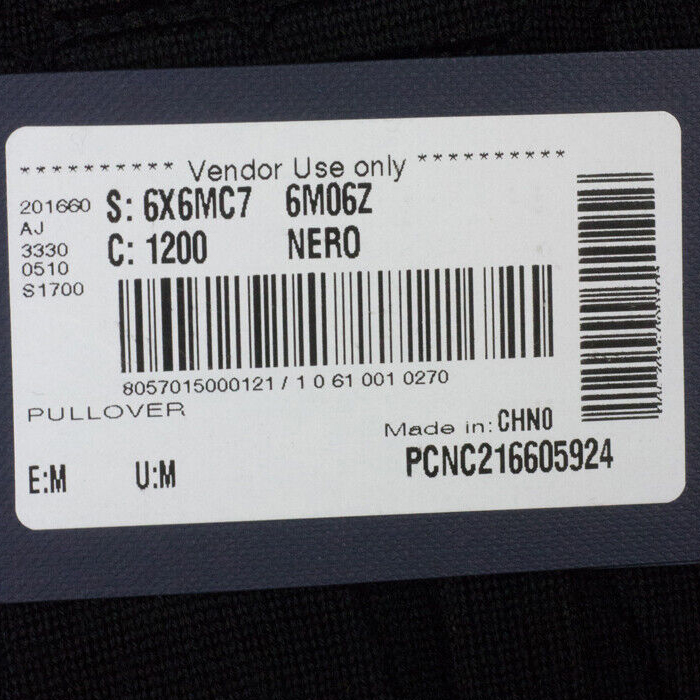 ********** Vendor Use only **********
201660
AJ
3330
0510
S1700
S: 6X6MC7 6M06Z
C: 1200 NERO
8057015000121 / 1 0 61 001 0270
PULLOVER
Made in: CHN0
PCNC216605924
E:M U:M